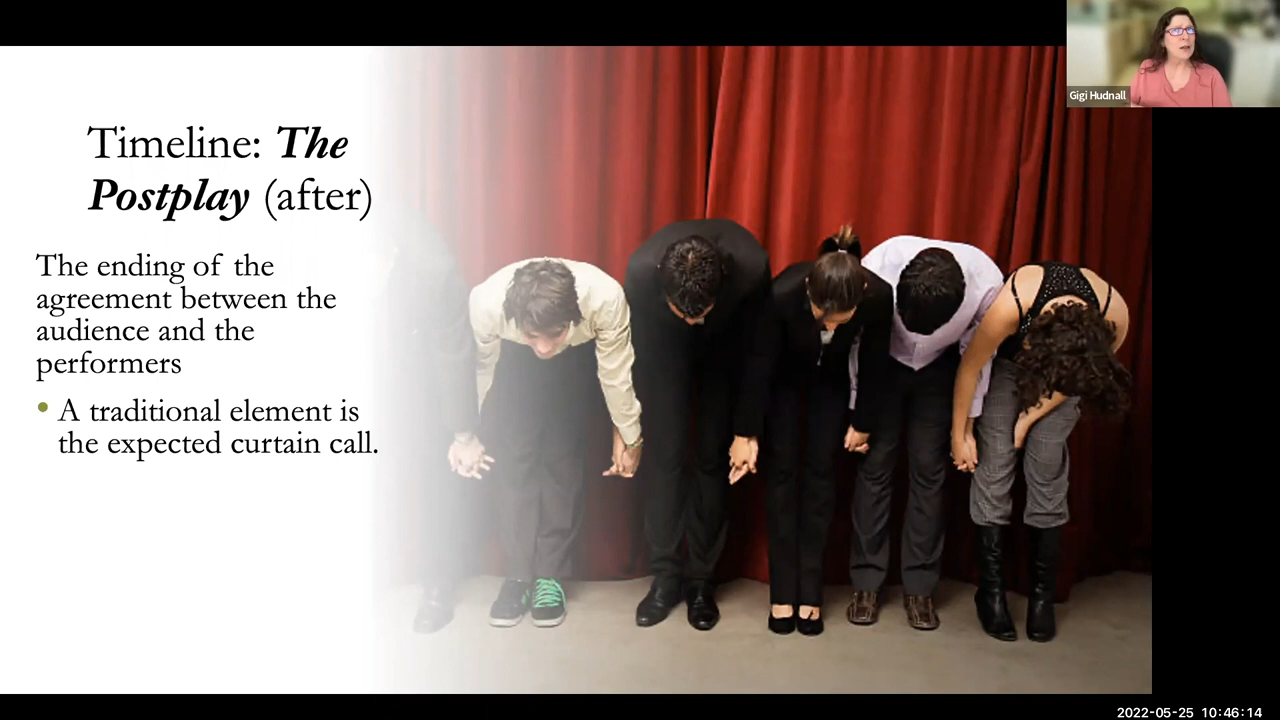 Gigi Hudnall
Timeline: The
Postplay (after)
The ending of the
agreement between the
audience and the
performers
• A traditional element is
the expected curtain call.
2022-05-25 10:46:14